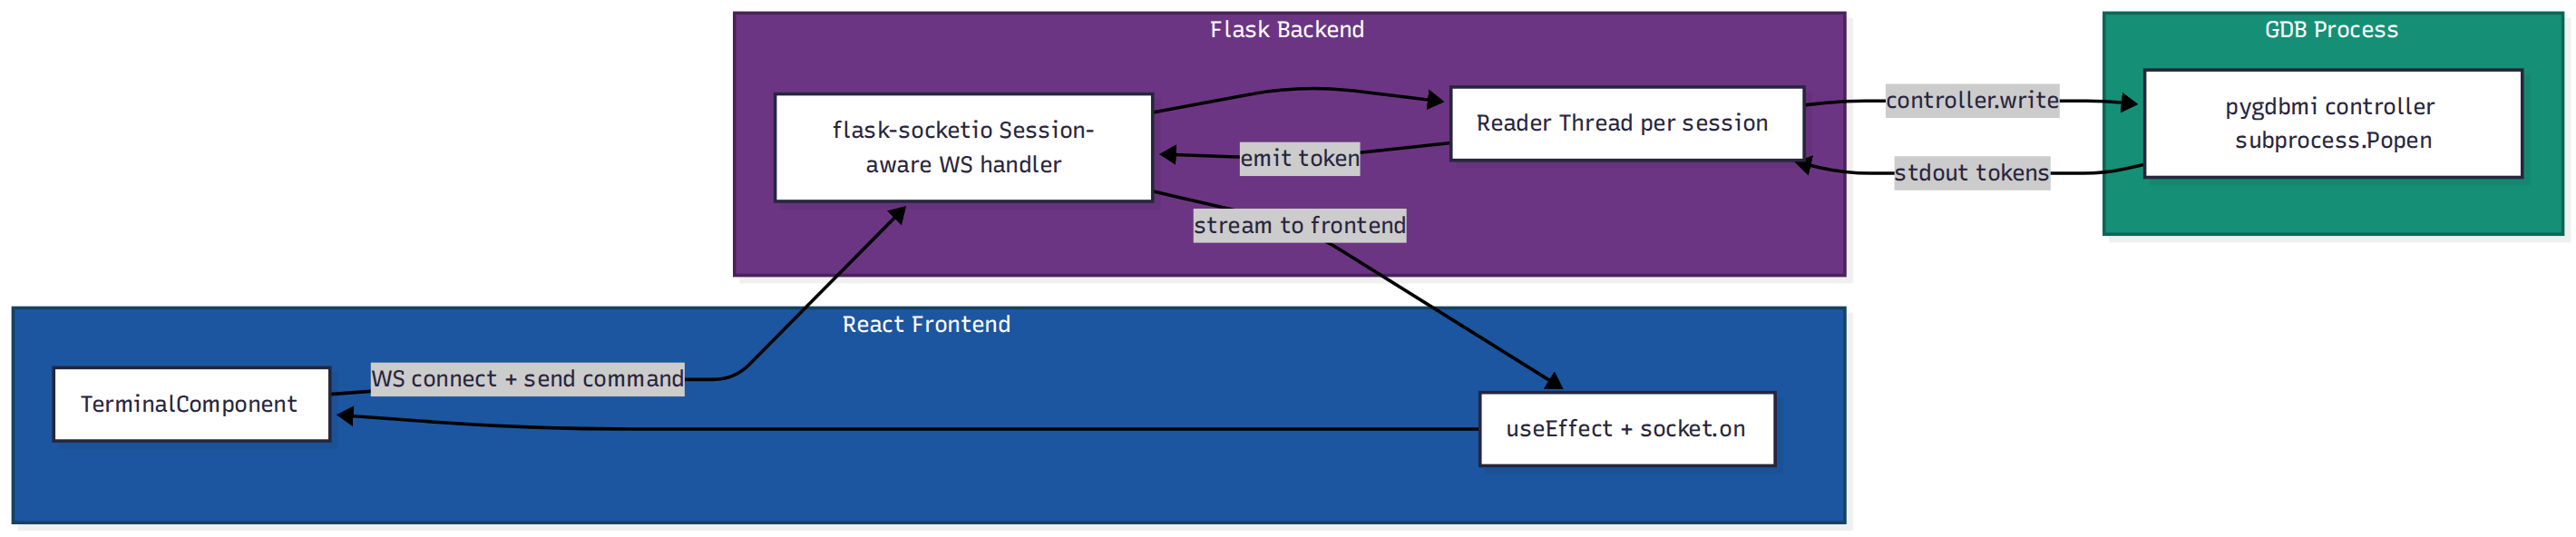 Flask Backend
GDB Process
flask-socketio Session-
aware WS handler
Reader Thread per session
controller.write
pygdbmi controller
subprocess.Popen
emit token
stdout tokens
stream to frontend
React Frontend
WS connect + send command
TerminalComponent
useEffect + socket.on